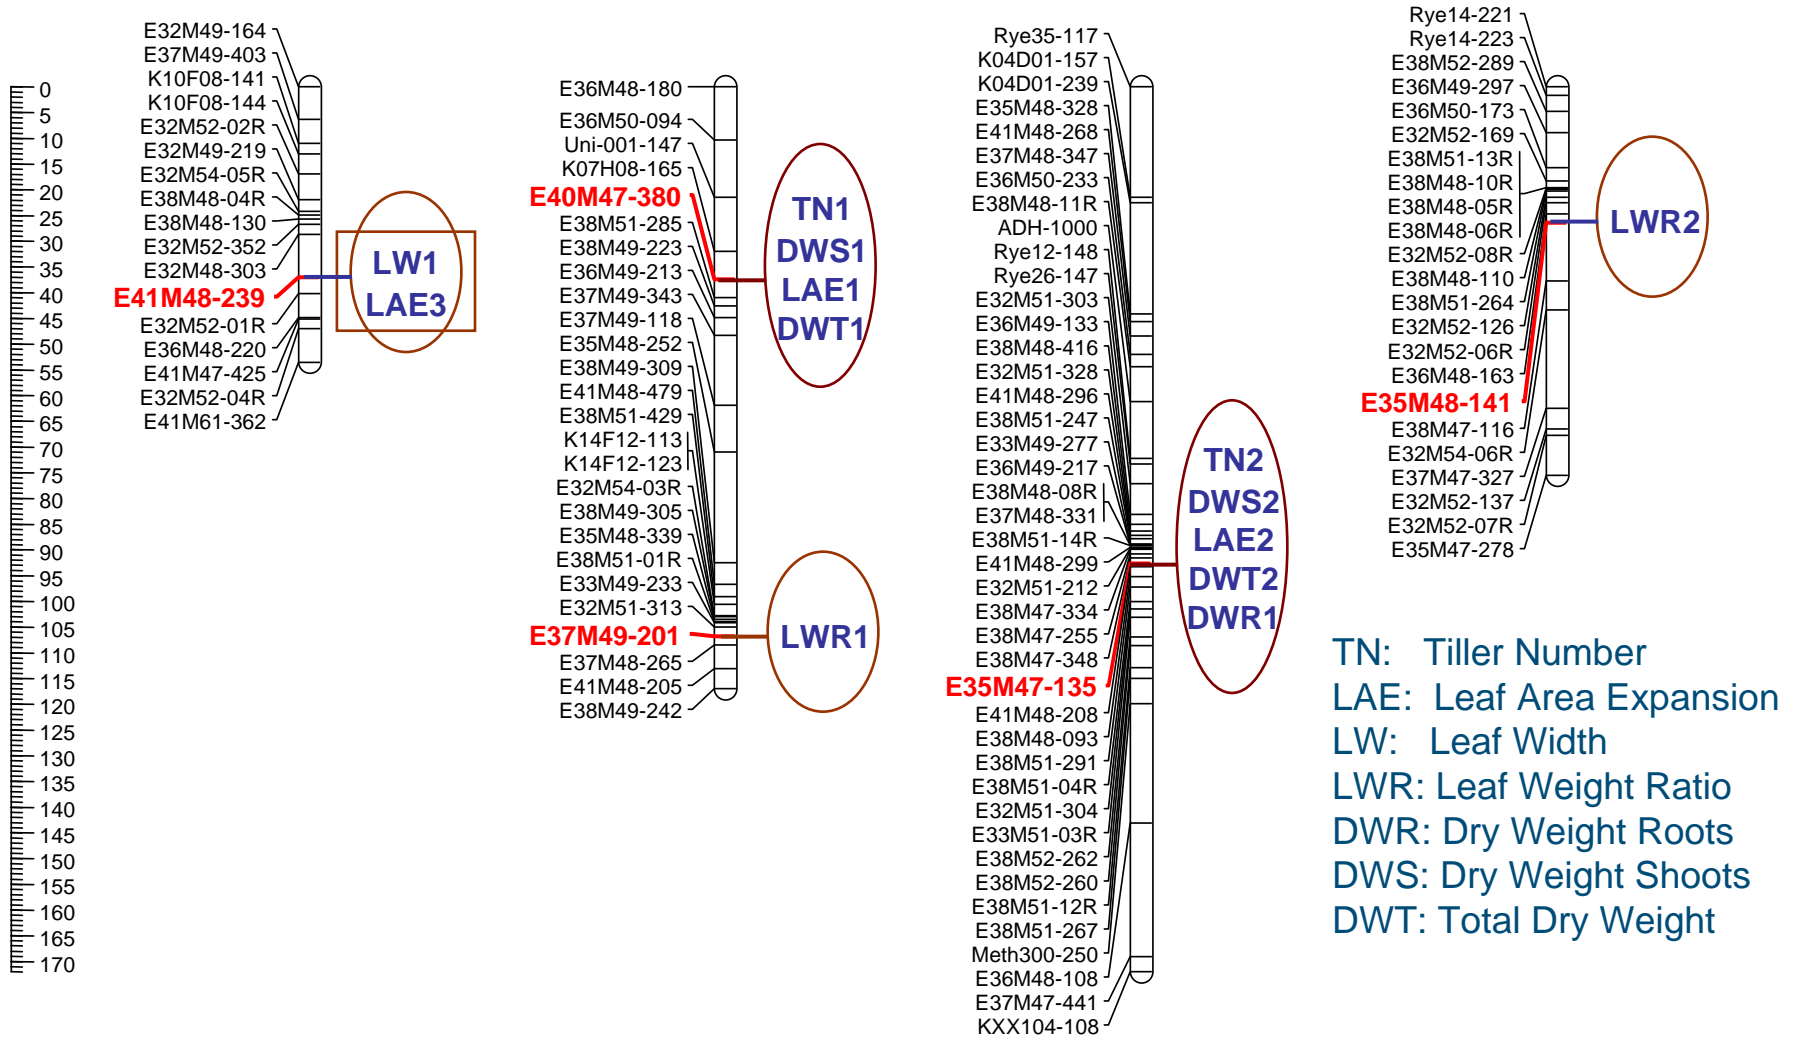 0
5
10
15
20
25
30
35
40
45
50
55
60
65
70
75
80
85
90
95
100
105
110
115
120
125
130
135
140
145
150
155
160
165
170
E32M49-164
E37M49-403
K10F08-141
K10F08-144
E32M52-02R
E32M49-219
E32M54-05R
E38M48-04R
E38M48-130
E32M52-352
E32M48-303
E41M48-239
E32M52-01R
E36M48-220
E41M47-425
E32M52-04R
E41M61-362
LW1
LAE3
E36M48-180
E36M50-094
Uni-001-147
K07H08-165
E40M47-380
E38M51-285
E38M49-223
E36M49-213
E37M49-343
E37M49-118
E35M48-252
E38M49-309
E41M48-479
E38M51-429
K14F12-113
K14F12-123
E32M54-03R
E38M49-305
E35M48-339
E38M51-01R
E33M49-233
E32M51-313
E37M49-201
E37M48-265
E41M48-205
E38M49-242
TN1
DWS1
LAE1
DWT1
LWR1
Rye35-117
K04D01-157
K04D01-239
E35M48-328
E41M48-268
E37M48-347
E36M50-233
E38M48-11R
ADH-1000
Rye12-148
Rye26-147
E32M51-303
E36M49-133
E38M48-416
E32M51-328
E41M48-296
E38M51-247
E33M49-277
E36M49-217
E38M48-08R
E37M48-331
E38M51-14R
E41M48-299
E32M51-212
E38M47-334
E38M47-255
E38M47-348
E35M47-135
E41M48-208
E38M48-093
E38M51-291
E38M51-04R
E32M51-304
E33M51-03R
E38M52-262
E38M52-260
E38M51-12R
E38M51-267
Meth300-250
E36M48-108
E37M47-441
KXX104-108
TN2
DWS2
LAE2
DWT2
DWR1
Rye14-221
Rye14-223
E38M52-289
E36M49-297
E36M50-173
E32M52-169
E38M51-13R
E38M48-10R
E38M48-05R
E38M48-06R
E32M52-08R
E38M48-110
E38M51-264
E32M52-126
E32M52-06R
E36M48-163
E35M48-141
E38M47-116
E32M54-06R
E37M47-327
E32M52-137
E32M52-07R
E35M47-278
LWR2
TN: Tiller Number
LAE: Leaf Area Expansion
LW: Leaf Width
LWR: Leaf Weight Ratio
DWR: Dry Weight Roots
DWS: Dry Weight Shoots
DWT: Total Dry Weight